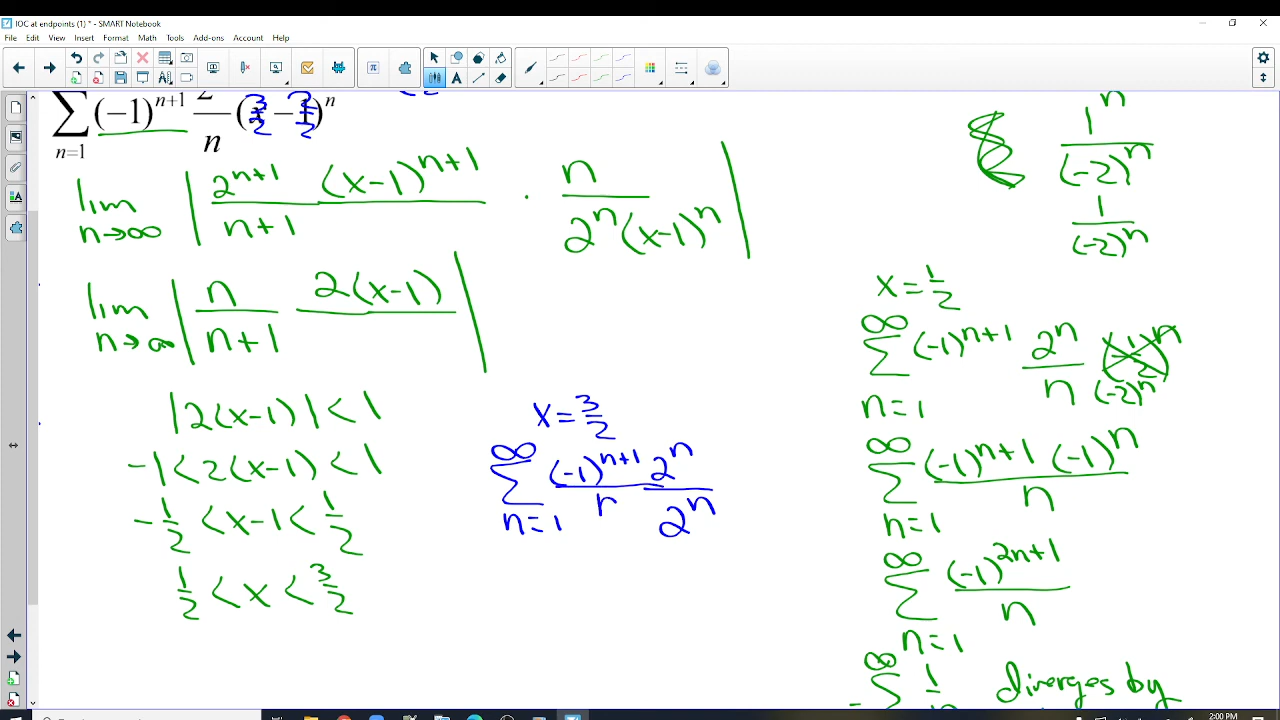 IOC at endpoints (1) * - SMART Notebook
File Edit View Insert Format Math Tools Add-ons Account Help
∑ n=1 (-1)^{n+1} 2/n ( - )^n
lim n→∞ | 2^{n+1} (x-1)^{n+1} / n+1 · n / 2^n (x-1)^n |
lim n→∞ | n / n+1 2(x-1) |
|2(x-1)| < 1
-1 < 2(x-1) < 1
-1/2 < x-1 < 1/2
1/2 < x < 3/2
x = 3/2
∑ n=1 ∞ (-1)^{n+1} / n 2^n / 2^n
1^n / (-2)^n
1 / (-2)^n
x = 1/2
∑ n=1 ∞ (-1)^{n+1} 2^n / n (-2)^n
∑ n=1 ∞ (-1)^{n+1} (-1)^n / n
∑ n=1 ∞ (-1)^{2n+1} / n
- ∑ ∞ 1/n diverges by
2:00 PM